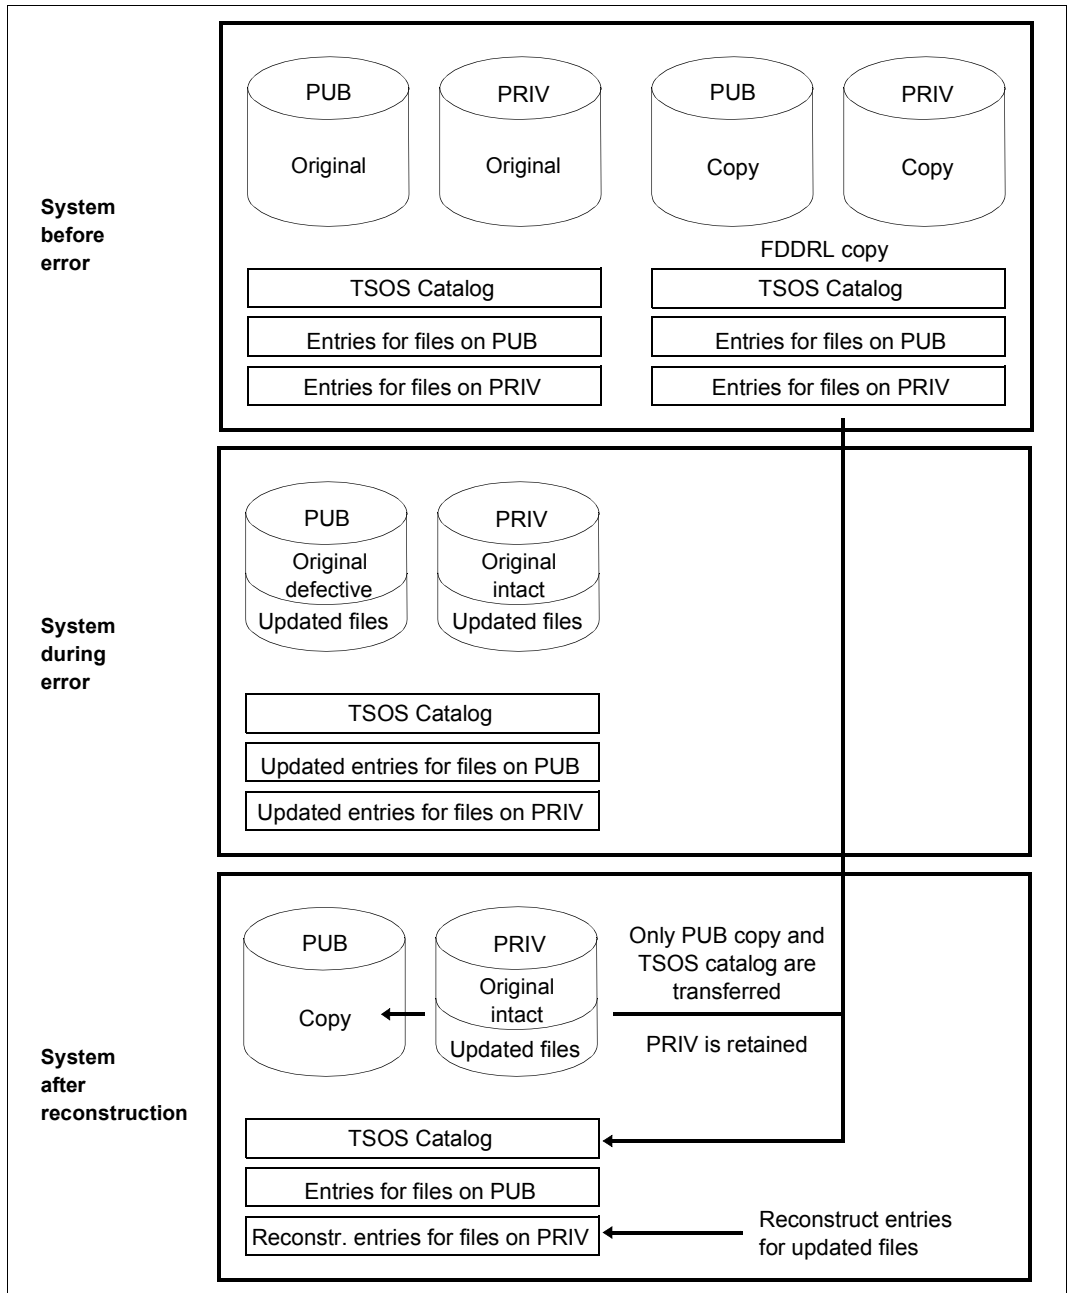 PUB
PRIV
PUB
PRIV
Original
Original
Copy
Copy
System
before
error
FDDRL copy
TSOS Catalog
TSOS Catalog
Entries for files on PUB
Entries for files on PUB
Entries for files on PRIV
Entries for files on PRIV
PUB
PRIV
Original
defective
Original
intact
Updated files
Updated files
System
during
error
TSOS Catalog
Updated entries for files on PUB
Updated entries for files on PRIV
PUB
PRIV
Only PUB copy and
TSOS catalog are
transferred
Original
intact
Copy
Updated files
PRIV is retained
System
after
reconstruction
TSOS Catalog
Entries for files on PUB
Reconstr. entries for files on PRIV
Reconstruct entries
for updated files